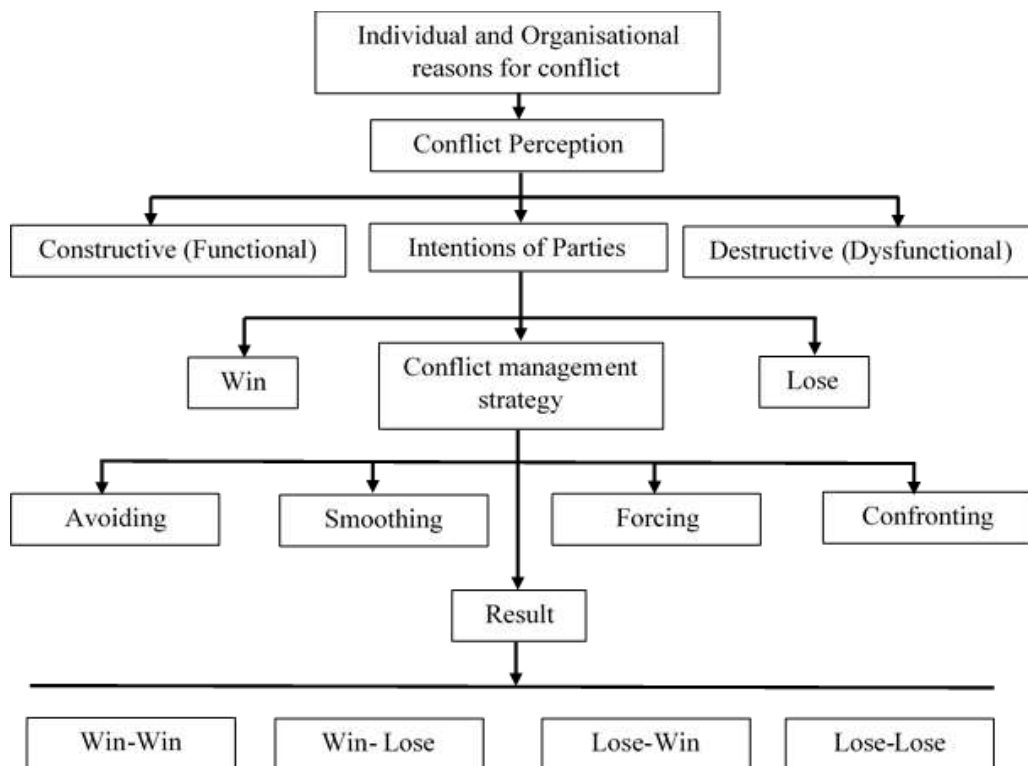 Individual and Organisational
reasons for conflict
Conflict Perception
Constructive (Functional)
Intentions of Parties
Destructive (Dysfunctional)
Win
Conflict management
strategy
Lose
Avoiding
Smoothing
Forcing
Confronting
Result
Win-Win
Win- Lose
Lose-Win
Lose-Lose